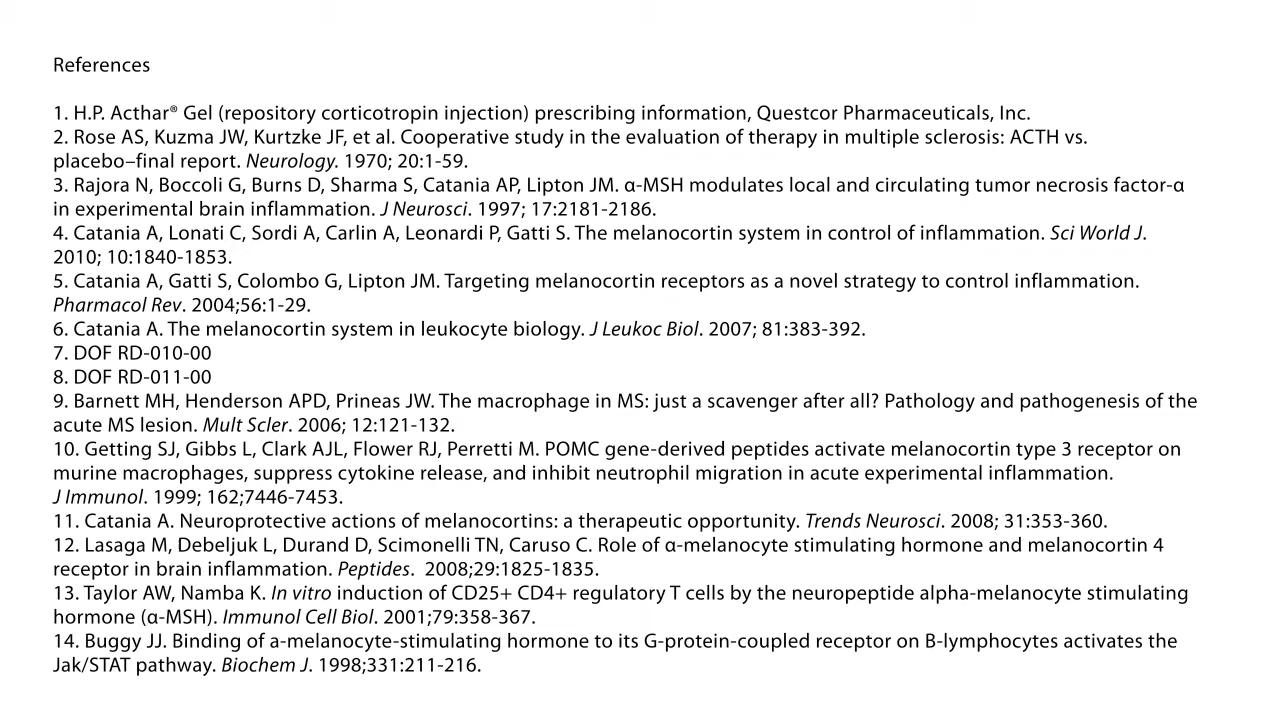 References
1. H.P. Acthar® Gel (repository corticotropin injection) prescribing information, Questcor Pharmaceuticals, Inc.
2. Rose AS, Kuzma JW, Kurtzke JF, et al. Cooperative study in the evaluation of therapy in multiple sclerosis: ACTH vs.
placebo–final report. Neurology. 1970; 20:1-59.
3. Rajora N, Boccoli G, Burns D, Sharma S, Catania AP, Lipton JM. α-MSH modulates local and circulating tumor necrosis factor-α
in experimental brain inflammation. J Neurosci. 1997; 17:2181-2186.
4. Catania A, Lonati C, Sordi A, Carlin A, Leonardi P, Gatti S. The melanocortin system in control of inflammation. Sci World J.
2010; 10:1840-1853.
5. Catania A, Gatti S, Colombo G, Lipton JM. Targeting melanocortin receptors as a novel strategy to control inflammation.
Pharmacol Rev. 2004;56:1-29.
6. Catania A. The melanocortin system in leukocyte biology. J Leukoc Biol. 2007; 81:383-392.
7. DOF RD-010-00
8. DOF RD-011-00
9. Barnett MH, Henderson APD, Prineas JW. The macrophage in MS: just a scavenger after all? Pathology and pathogenesis of the
acute MS lesion. Mult Scler. 2006; 12:121-132.
10. Getting SJ, Gibbs L, Clark AJL, Flower RJ, Perretti M. POMC gene-derived peptides activate melanocortin type 3 receptor on
murine macrophages, suppress cytokine release, and inhibit neutrophil migration in acute experimental inflammation.
J Immunol. 1999; 162;7446-7453.
11. Catania A. Neuroprotective actions of melanocortins: a therapeutic opportunity. Trends Neurosci. 2008; 31:353-360.
12. Lasaga M, Debeljuk L, Durand D, Scimonelli TN, Caruso C. Role of α-melanocyte stimulating hormone and melanocortin 4
receptor in brain inflammation. Peptides. 2008;29:1825-1835.
13. Taylor AW, Namba K. In vitro induction of CD25+ CD4+ regulatory T cells by the neuropeptide alpha-melanocyte stimulating
hormone (α-MSH). Immunol Cell Biol. 2001;79:358-367.
14. Buggy JJ. Binding of a-melanocyte-stimulating hormone to its G-protein-coupled receptor on B-lymphocytes activates the
Jak/STAT pathway. Biochem J. 1998;331:211-216.